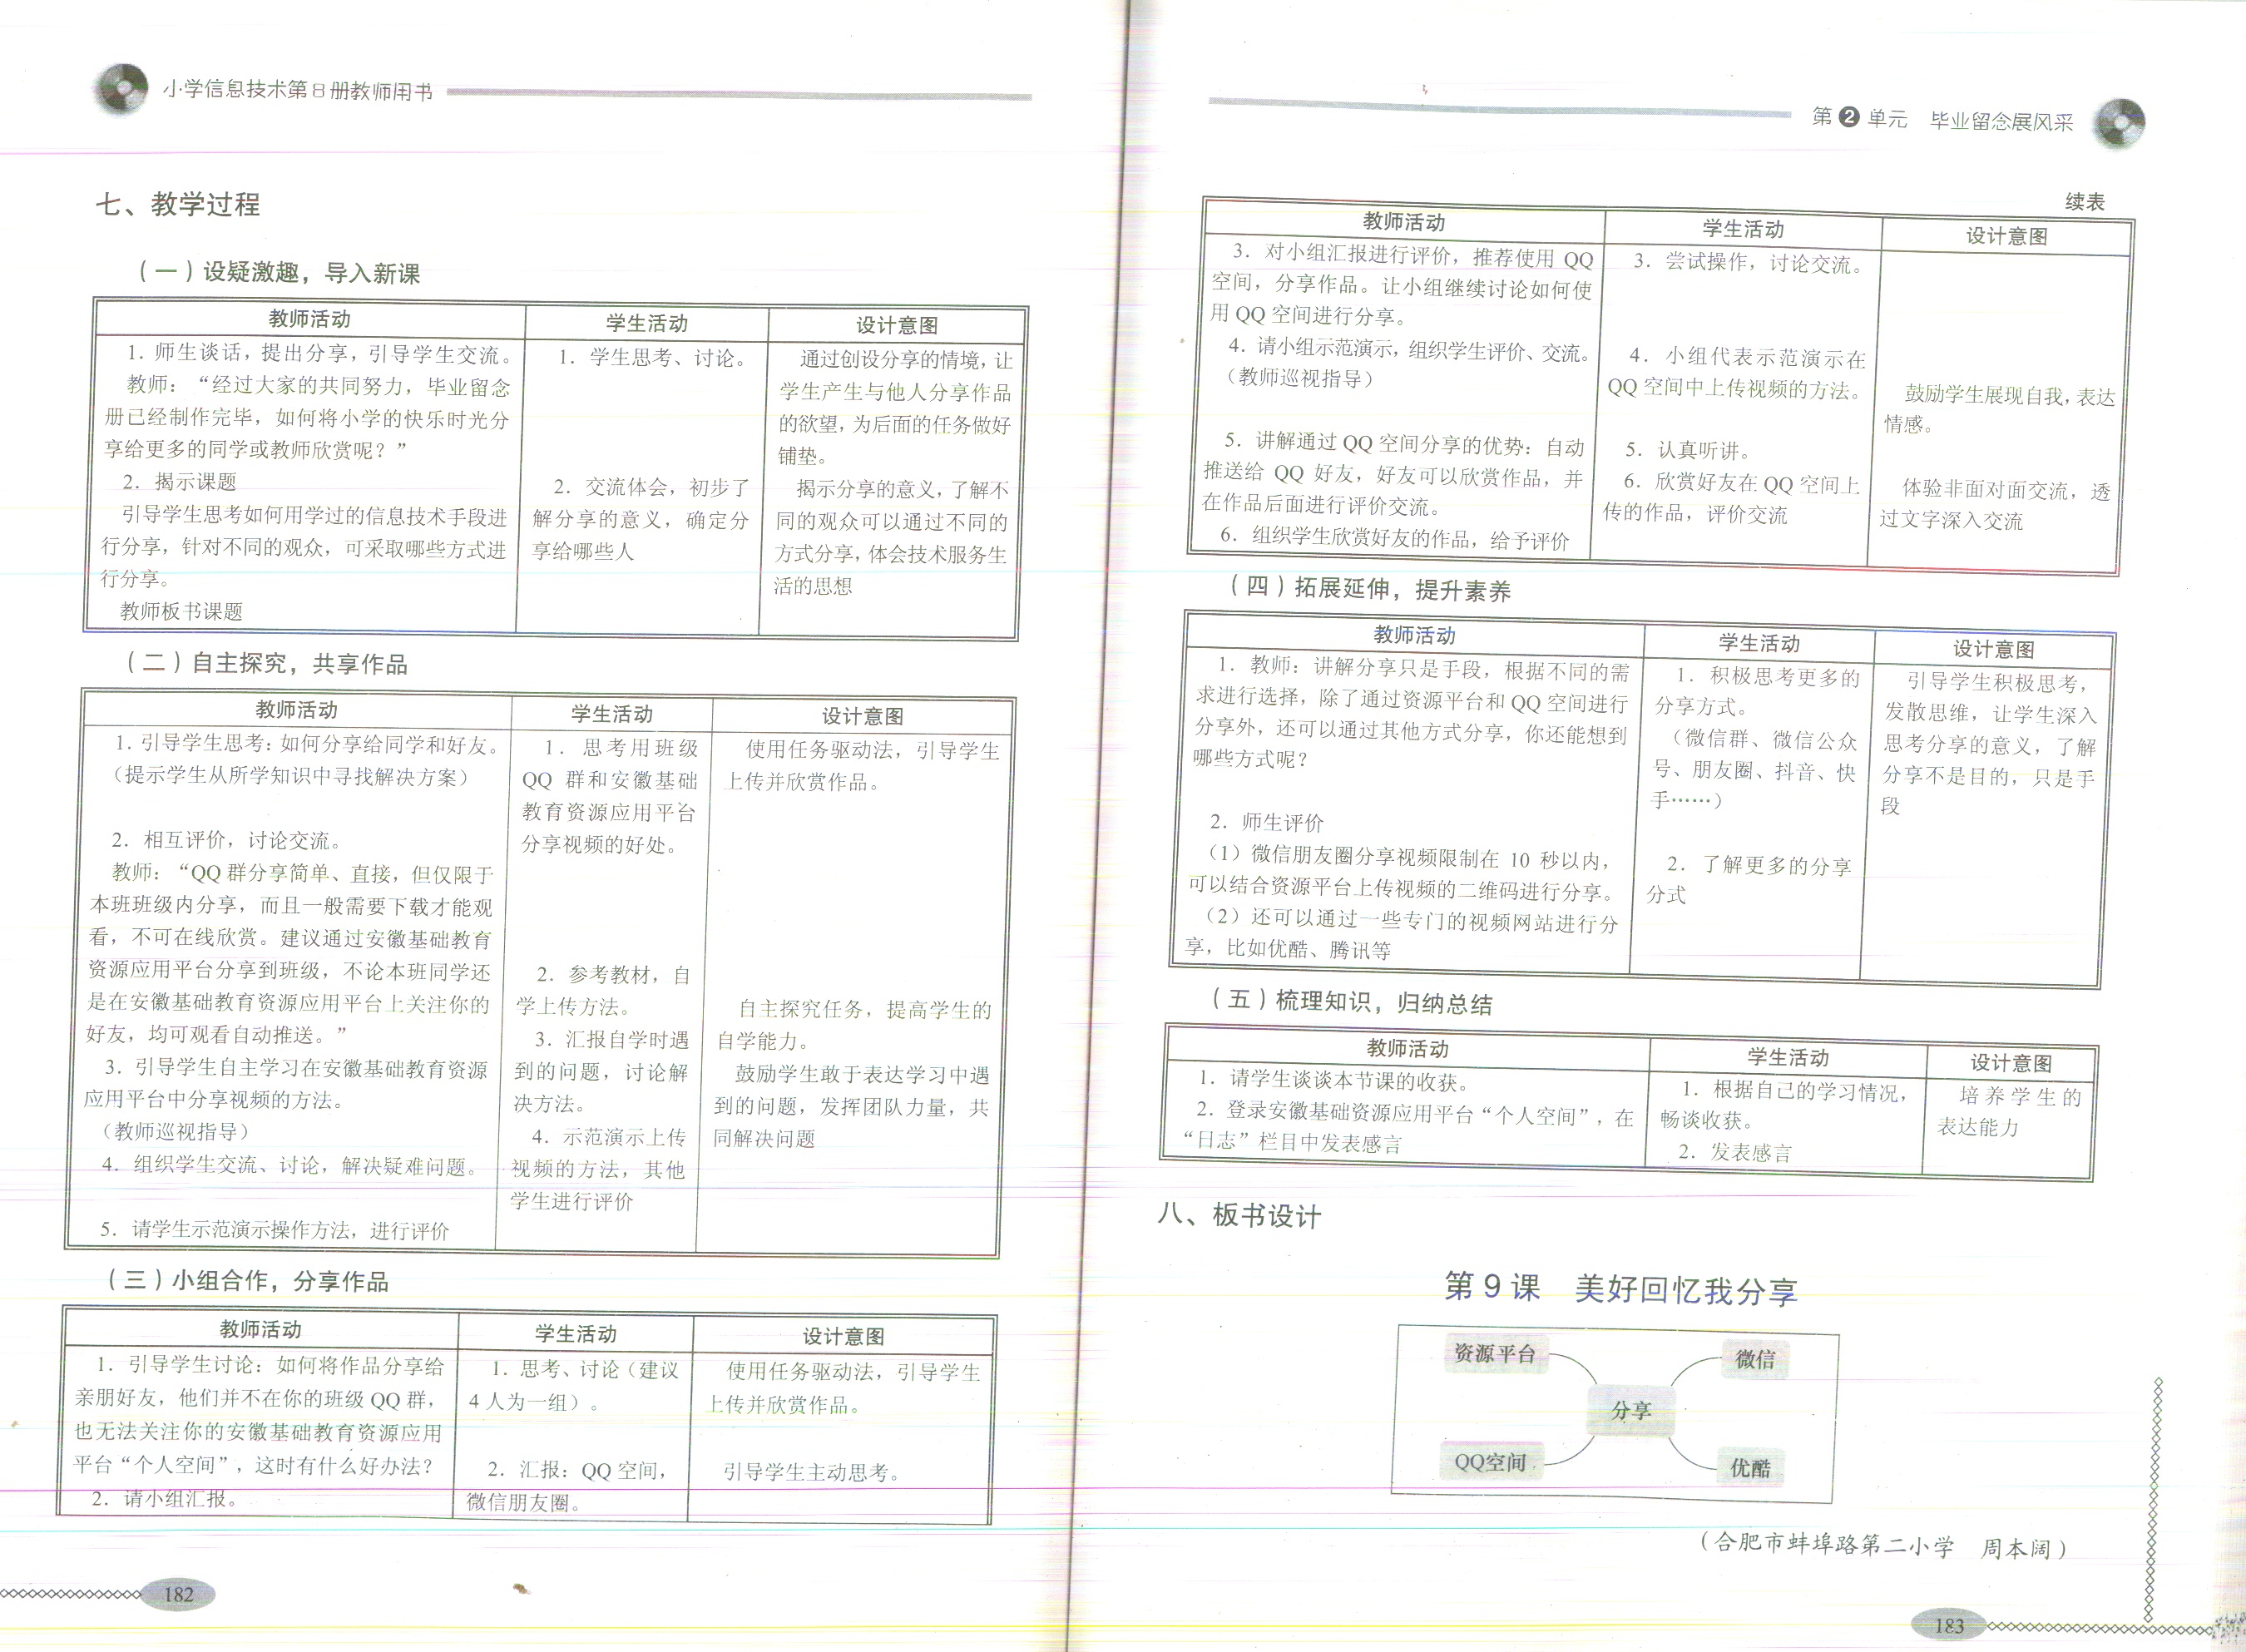 小学信息技术第8册教师用书
七、教学过程
（一）设疑激趣，导入新课
教师活动
1. 师生谈话，提出分享，引导学生交流。
教师：“经过大家的共同努力，毕业留念
册已经制作完毕，如何将小学的快乐时光分
享给更多的同学或教师欣赏呢？”
2. 揭示课题
引导学生思考如何用学过的信息技术手段进
行分享，针对不同的观众，可采取哪些方式进
行分享。
教师板书课题
学生活动
1. 学生思考、讨论。
2. 交流体会，初步了
解分享的意义，确定分
享给哪些人
设计意图
通过创设分享的情境，让
学生产生与他人分享作品
的欲望，为后面的任务做好
铺垫。
揭示分享的意义，了解不
同的观众可以通过不同的
方式分享，体会技术服务生
活的思想
（二）自主探究，共享作品
教师活动
1. 引导学生思考：如何分享给同学和好友。
（提示学生从所学知识中寻找解决方案）
2. 相互评价，讨论交流。
教师：“QQ 群分享简单、直接，但仅限于
本班班级内分享，而且一般需要下载才能观
看，不可在线欣赏。建议通过安徽基础教育
资源应用平台分享到班级，不论本班同学还
是在安徽基础教育资源应用平台上关注你的
好友，均可观看自动推送。”
3. 引导学生自主学习在安徽基础教育资源
应用平台中分享视频的方法。
（教师巡视指导）
4. 组织学生交流、讨论，解决疑难问题。
5. 请学生示范演示操作方法，进行评价
学生活动
1. 思考用班级
QQ 群和安徽基础
教育资源应用平台
分享视频的好处。
2. 参考教材，自
学上传方法。
3. 汇报自学时遇
到的问题，讨论解
决方法。
4. 示范演示上传
视频的方法，其他
学生进行评价
设计意图
使用任务驱动法，引导学生
上传并欣赏作品。
自主探究任务，提高学生的
自学能力。
鼓励学生敢于表达学习中遇
到的问题，发挥团队力量，共
同解决问题
（三）小组合作，分享作品
教师活动
1. 引导学生讨论：如何将作品分享给
亲朋好友，他们并不在你的班级 QQ 群，
也无法关注你的安徽基础教育资源应用
平台“个人空间”，这时有什么好办法？
2. 请小组汇报。
学生活动
1. 思考、讨论（建议
4 人为一组）。
2. 汇报：QQ 空间，
微信朋友圈。
设计意图
使用任务驱动法，引导学生
上传并欣赏作品。
引导学生主动思考。
182
第2单元 毕业留念展风采
续表
教师活动
3. 对小组汇报进行评价，推荐使用 QQ
空间，分享作品。让小组继续讨论如何使
用 QQ 空间进行分享。
4. 请小组示范演示，组织学生评价、交流。
（教师巡视指导）
5. 讲解通过 QQ 空间分享的优势：自动
推送给 QQ 好友，好友可以欣赏作品，并
在作品后面进行评价交流。
6. 组织学生欣赏好友的作品，给予评价
学生活动
3. 尝试操作，讨论交流。
4. 小组代表示范演示在
QQ 空间中上传视频的方法。
5. 认真听讲。
6. 欣赏好友在 QQ 空间上
传的作品，评价交流
设计意图
鼓励学生展现自我，表达
情感。
体验非面对面交流，透
过文字深入交流
（四）拓展延伸，提升素养
教师活动
1. 教师：讲解分享只是手段，根据不同的需
求进行选择，除了通过资源平台和 QQ 空间进行
分享外，还可以通过其他方式分享，你还能想到
哪些方式呢？
2. 师生评价
（1）微信朋友圈分享视频限制在 10 秒以内，
可以结合资源平台上传视频的二维码进行分享。
（2）还可以通过一些专门的视频网站进行分
享，比如优酷、腾讯等
学生活动
1. 积极思考更多的
分享方式。
（微信群、微信公众
号、朋友圈、抖音、快
手……）
2. 了解更多的分享
分式
设计意图
引导学生积极思考，
发散思维，让学生深入
思考分享的意义，了解
分享不是目的，只是手
段
（五）梳理知识，归纳总结
教师活动
1. 请学生谈谈本节课的收获。
2. 登录安徽基础资源应用平台“个人空间”，在
“日志”栏目中发表感言
学生活动
1. 根据自己的学习情况，
畅谈收获。
2. 发表感言
设计意图
培养学生的
表达能力
八、板书设计
第 9 课 美好回忆我分享
资源平台
微信
分享
QQ空间
优酷
（合肥市蚌埠路第二小学 周本阔）
183